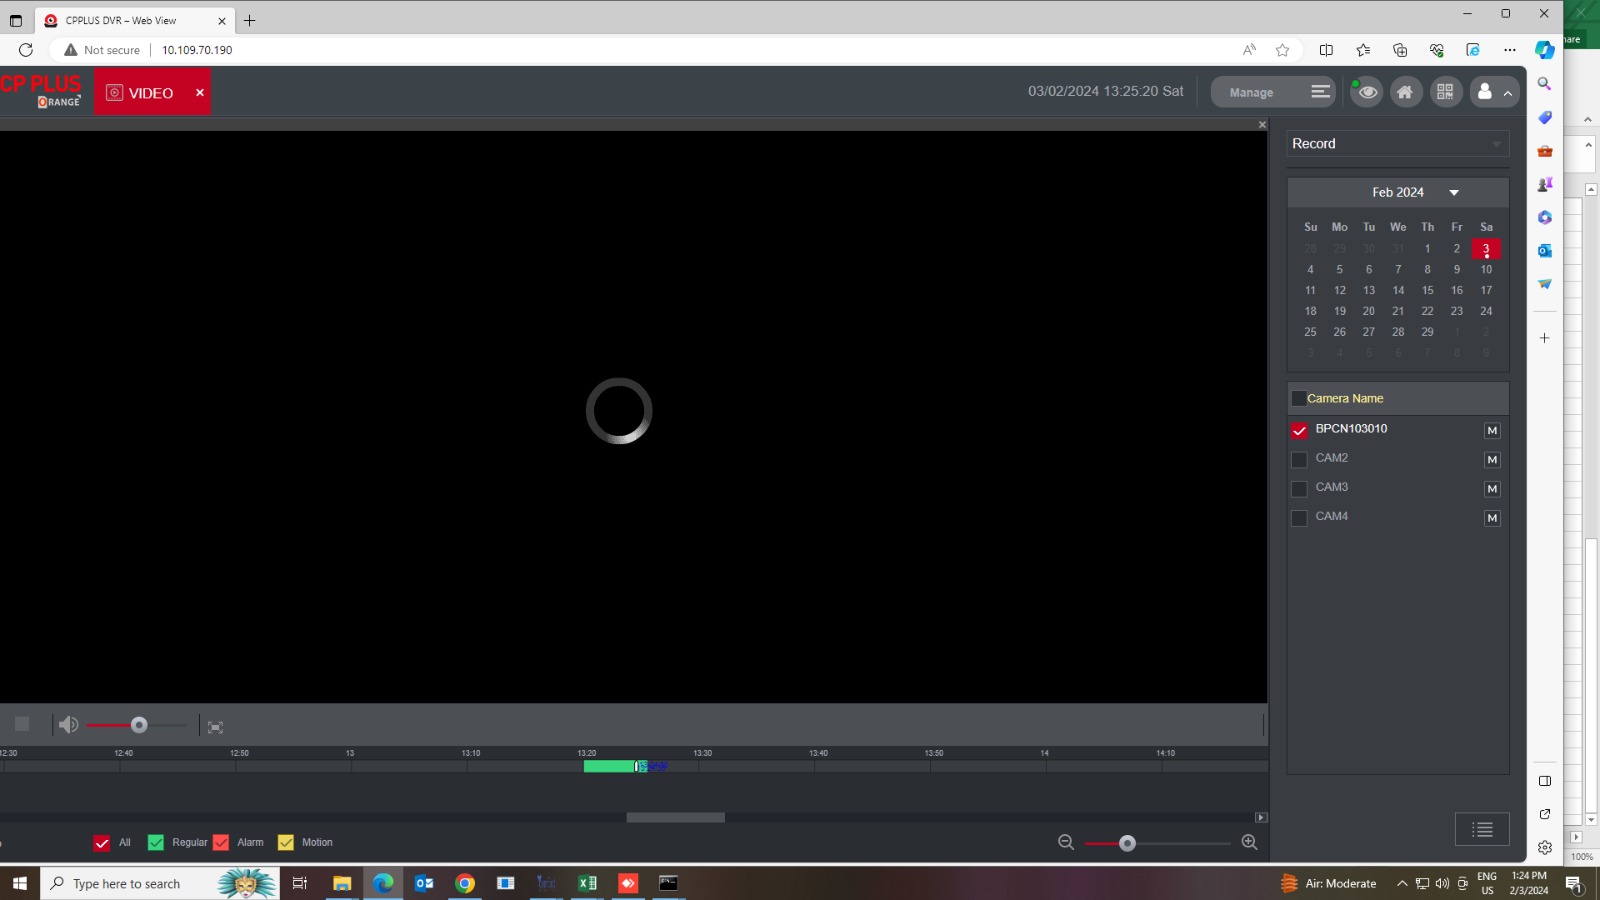 CPPLUS DVR – Web View
Not secure
10.109.70.190
hare
CP PLUS
ORANGE
VIDEO
03/02/2024 13:25:20 Sat
Manage
Record
Feb 2024
Su Mo Tu We Th Fr Sa
28 29 30 31 1 2 3
4 5 6 7 8 9 10
11 12 13 14 15 16 17
18 19 20 21 22 23 24
25 26 27 28 29 1 2
3 4 5 6 7 8 9
Camera Name
BPCN103010 M
CAM2 M
CAM3 M
CAM4 M
12:30 12:40 12:50 13 13:10 13:20 13:30 13:40 13:50 14 14:10
All Regular Alarm Motion
100%
Type here to search
Air: Moderate
ENG
US
1:24 PM
2/3/2024
1